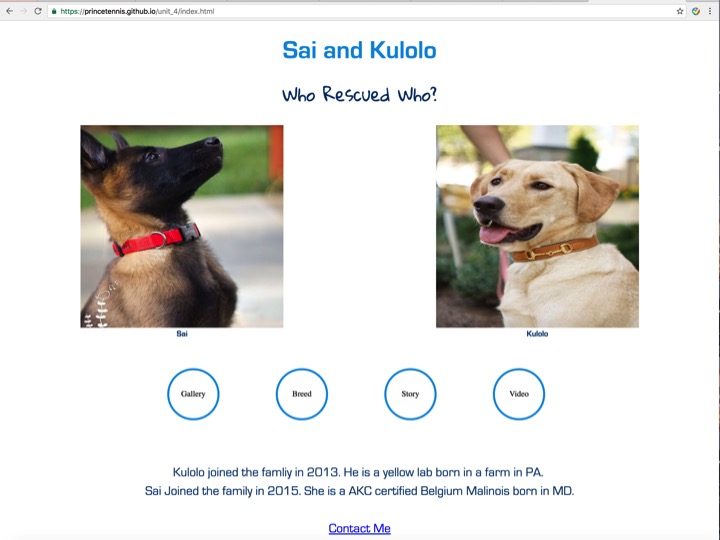 https://princetennis.github.io/unit_4/index.html
Sai and Kulolo
Who Rescued Who?
Sai
Kulolo
Gallery
Breed
Story
Video
Kulolo joined the famliy in 2013. He is a yellow lab born in a farm in PA.
Sai Joined the family in 2015. She is a AKC certified Belgium Malinois born in MD.
Contact Me